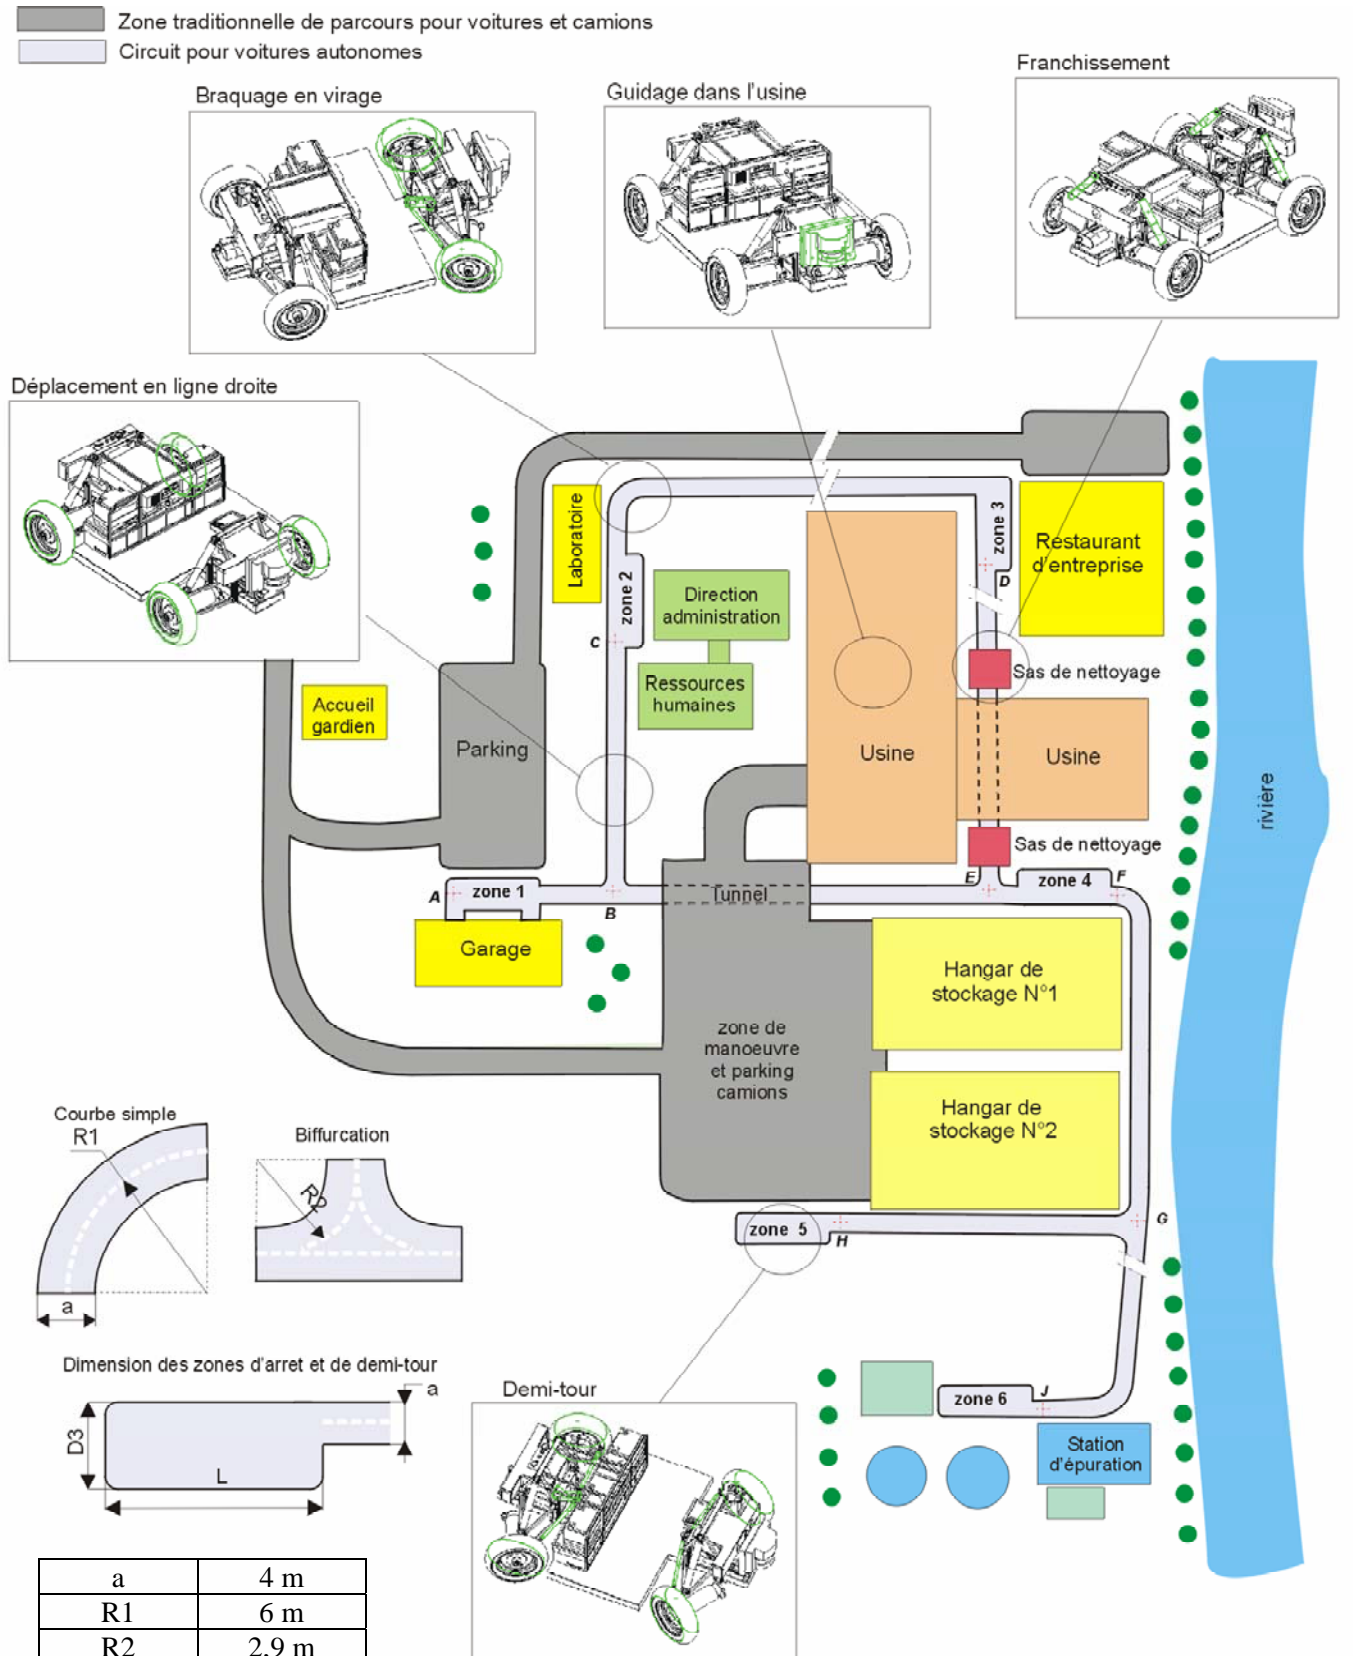 Zone traditionnelle de parcours pour voitures et camions
Circuit pour voitures autonomes
Franchissement
Braquage en virage
Guidage dans l'usine
Déplacement en ligne droite
Laboratoire
zone 2
C
Direction
administration
Ressources
humaines
zone 3
D
Restaurant
d'entreprise
Sas de nettoyage
Accueil
gardien
Parking
Usine
Usine
rivière
Sas de nettoyage
A
zone 1
B
Tunnel
E
zone 4
F
Garage
Hangar de
stockage N°1
zone de
manoeuvre
et parking
camions
Hangar de
stockage N°2
Courbe simple
R1
a
Biffurcation
R2
zone 5
H
G
Dimension des zones d'arret et de demi-tour
a
D3
L
Demi-tour
zone 6
J
Station
d'épuration
a 4 m
R1 6 m
R2 2,9 m